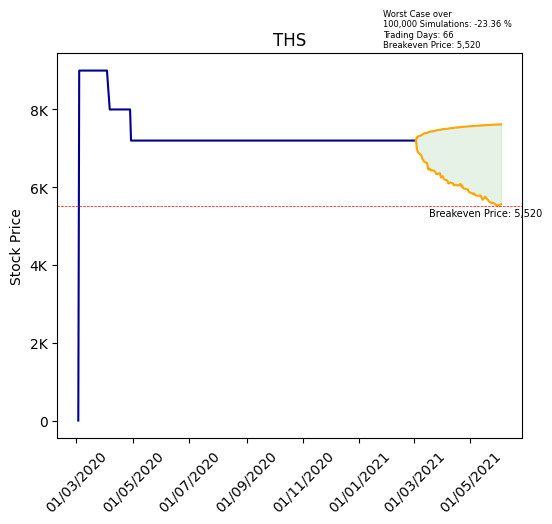 Worst Case over
100,000 Simulations: -23.36 %
Trading Days: 66
Breakeven Price: 5,520
THS
Stock Price
8K
6K
4K
2K
0
Breakeven Price: 5,520
01/03/2020
01/05/2020
01/07/2020
01/09/2020
01/11/2020
01/01/2021
01/03/2021
01/05/2021